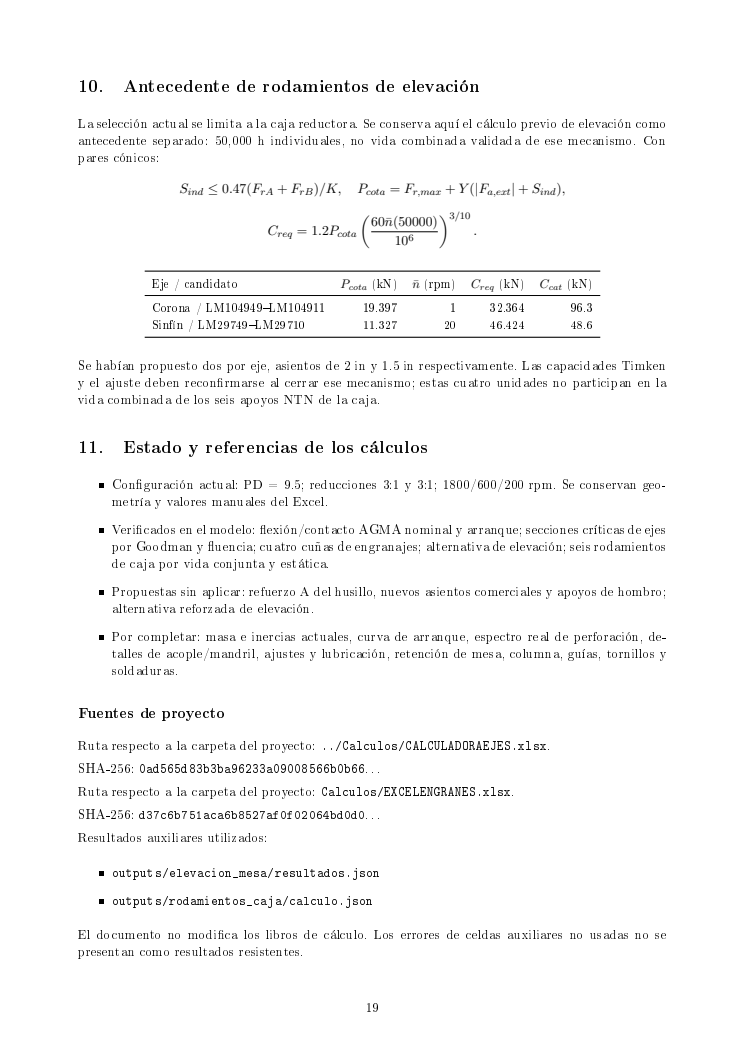 10. Antecedente de rodamientos de elevación
La selección actual se limita a la caja reductora. Se conserva aquí el cálculo previo de elevación como
antecedente separado: 50,000 h individuales, no vida combinada validada de ese mecanismo. Con
pares cónicos:
S_ind ≤ 0.47(F_rA + F_rB)/K, P_cota = F_r,max + Y(|F_a,ext| + S_ind),
C_req = 1.2P_cota (60n̄(50000)/10^6)^3/10 .
Eje / candidato P_cota (kN) n̄ (rpm) C_req (kN) C_cat (kN)
Corona / LM104949–LM104911 19.397 1 32.364 96.3
Sinfín / LM29749–LM29710 11.327 20 46.424 48.6
Se habían propuesto dos por eje, asientos de 2 in y 1.5 in respectivamente. Las capacidades Timken
y el ajuste deben reconfirmarse al cerrar ese mecanismo; estas cuatro unidades no participan en la
vida combinada de los seis apoyos NTN de la caja.
11. Estado y referencias de los cálculos
▪ Configuración actual: PD = 9.5; reducciones 3:1 y 3:1; 1800/600/200 rpm. Se conservan geo-
metría y valores manuales del Excel.
▪ Verificados en el modelo: flexión/contacto AGMA nominal y arranque; secciones críticas de ejes
por Goodman y fluencia; cuatro cuñas de engranajes; alternativa de elevación; seis rodamientos
de caja por vida conjunta y estática.
▪ Propuestas sin aplicar: refuerzo A del husillo, nuevos asientos comerciales y apoyos de hombro;
alternativa reforzada de elevación.
▪ Por completar: masa e inercias actuales, curva de arranque, espectro real de perforación, de-
talles de acople/mandril, ajustes y lubricación, retención de mesa, columna, guías, tornillos y
soldaduras.
Fuentes de proyecto
Ruta respecto a la carpeta del proyecto: ../Calculos/CALCULADORAEJES.xlsx.
SHA-256: 0ad565d83b3ba96233a09008566b0b66...
Ruta respecto a la carpeta del proyecto: Calculos/EXCELENGRANES.xlsx.
SHA-256: d37c6b751aca6b8527af0f02064bd0d0...
Resultados auxiliares utilizados:
▪ outputs/elevacion_mesa/resultados.json
▪ outputs/rodamientos_caja/calculo.json
El documento no modifica los libros de cálculo. Los errores de celdas auxiliares no usadas no se
presentan como resultados resistentes.
19